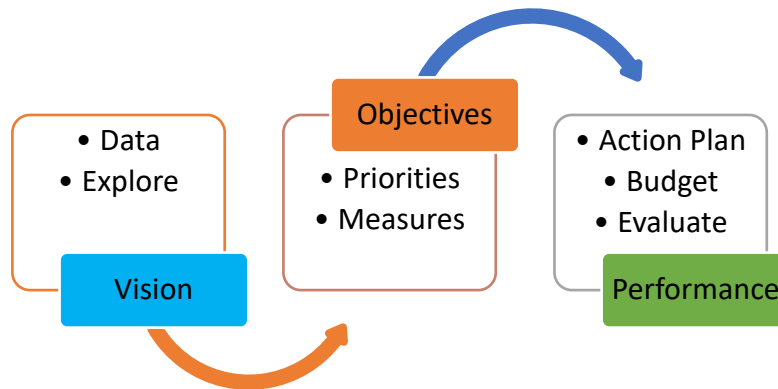 • Data
• Explore
Vision
Objectives
• Priorities
• Measures
• Action Plan
• Budget
• Evaluate
Performance